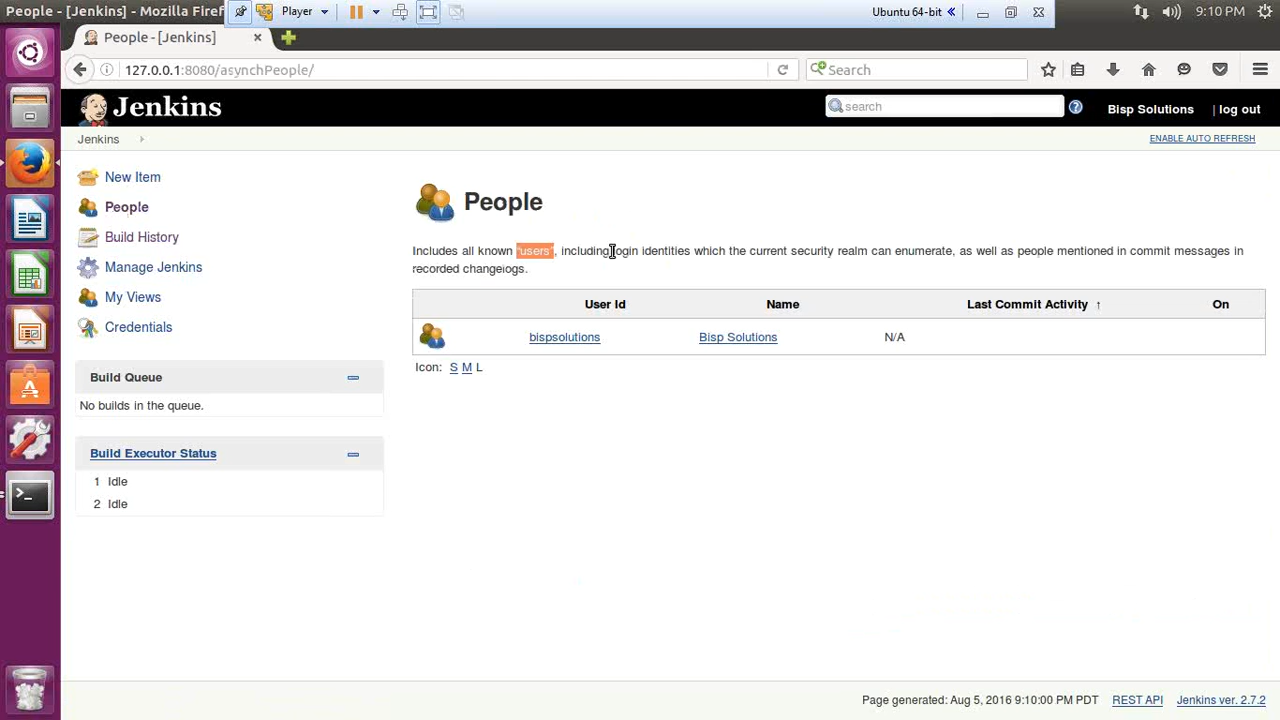 People - [Jenkins] - Mozilla Firef
Player
Ubuntu 64-bit
9:10 PM
People - [Jenkins]
127.0.0.1:8080/asynchPeople/
Search
Jenkins
search
Bisp Solutions | log out
Jenkins
ENABLE AUTO REFRESH
New Item
People
Build History
Manage Jenkins
My Views
Credentials
Build Queue
No builds in the queue.
Build Executor Status
1 Idle
2 Idle
People
Includes all known "users", including login identities which the current security realm can enumerate, as well as people mentioned in commit messages in
recorded changelogs.
User Id Name Last Commit Activity ↑ On
bispsolutions Bisp Solutions N/A
Icon: S M L
Page generated: Aug 5, 2016 9:10:00 PM PDT REST API Jenkins ver. 2.7.2